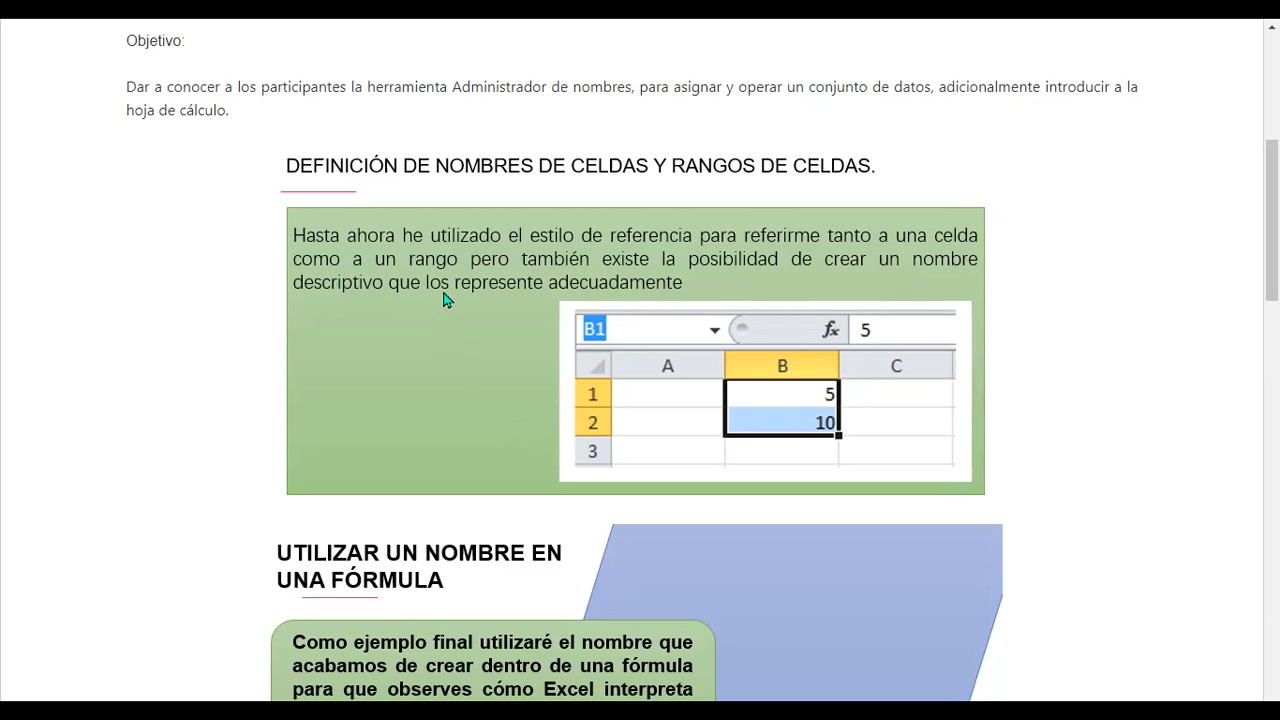 Objetivo:
Dar a conocer a los participantes la herramienta Administrador de nombres, para asignar y operar un conjunto de datos, adicionalmente introducir a la
hoja de cálculo.
DEFINICIÓN DE NOMBRES DE CELDAS Y RANGOS DE CELDAS.
Hasta ahora he utilizado el estilo de referencia para referirme tanto a una celda
como a un rango pero también existe la posibilidad de crear un nombre
descriptivo que los represente adecuadamente
B1 fx 5
A B C
1 5
2 10
3
UTILIZAR UN NOMBRE EN
UNA FÓRMULA
Como ejemplo final utilizaré el nombre que
acabamos de crear dentro de una fórmula
para que observes cómo Excel interpreta